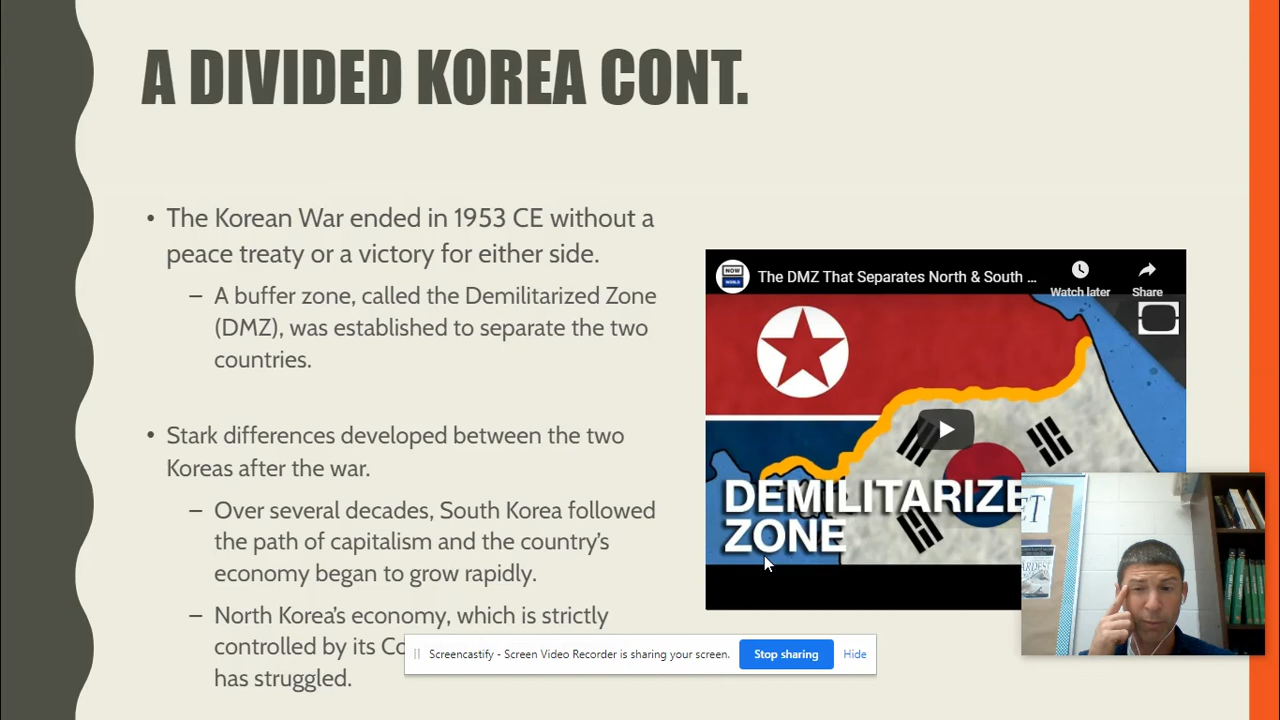 A DIVIDED KOREA CONT.
• The Korean War ended in 1953 CE without a
peace treaty or a victory for either side.
– A buffer zone, called the Demilitarized Zone
(DMZ), was established to separate the two
countries.
• Stark differences developed between the two
Koreas after the war.
– Over several decades, South Korea followed
the path of capitalism and the country's
economy began to grow rapidly.
– North Korea's economy, which is strictly
controlled by its Co
has struggled.
NOW
WORLD
The DMZ That Separates North & South ...
Watch later
Share
DEMILITARIZE
ZONE
ET
ARDEST
Screencastify - Screen Video Recorder is sharing your screen.
Stop sharing
Hide